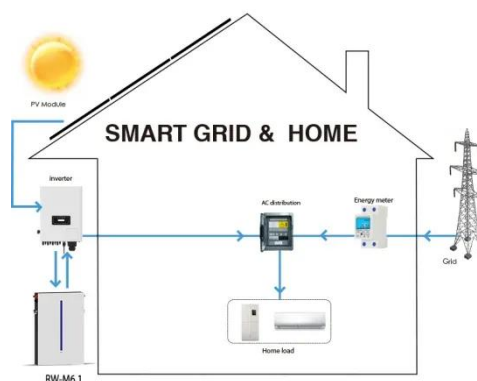 PV Module
SMART GRID & HOME
inverter
AC distribution
Energy meter
Grid
Home load
RW-M6.1